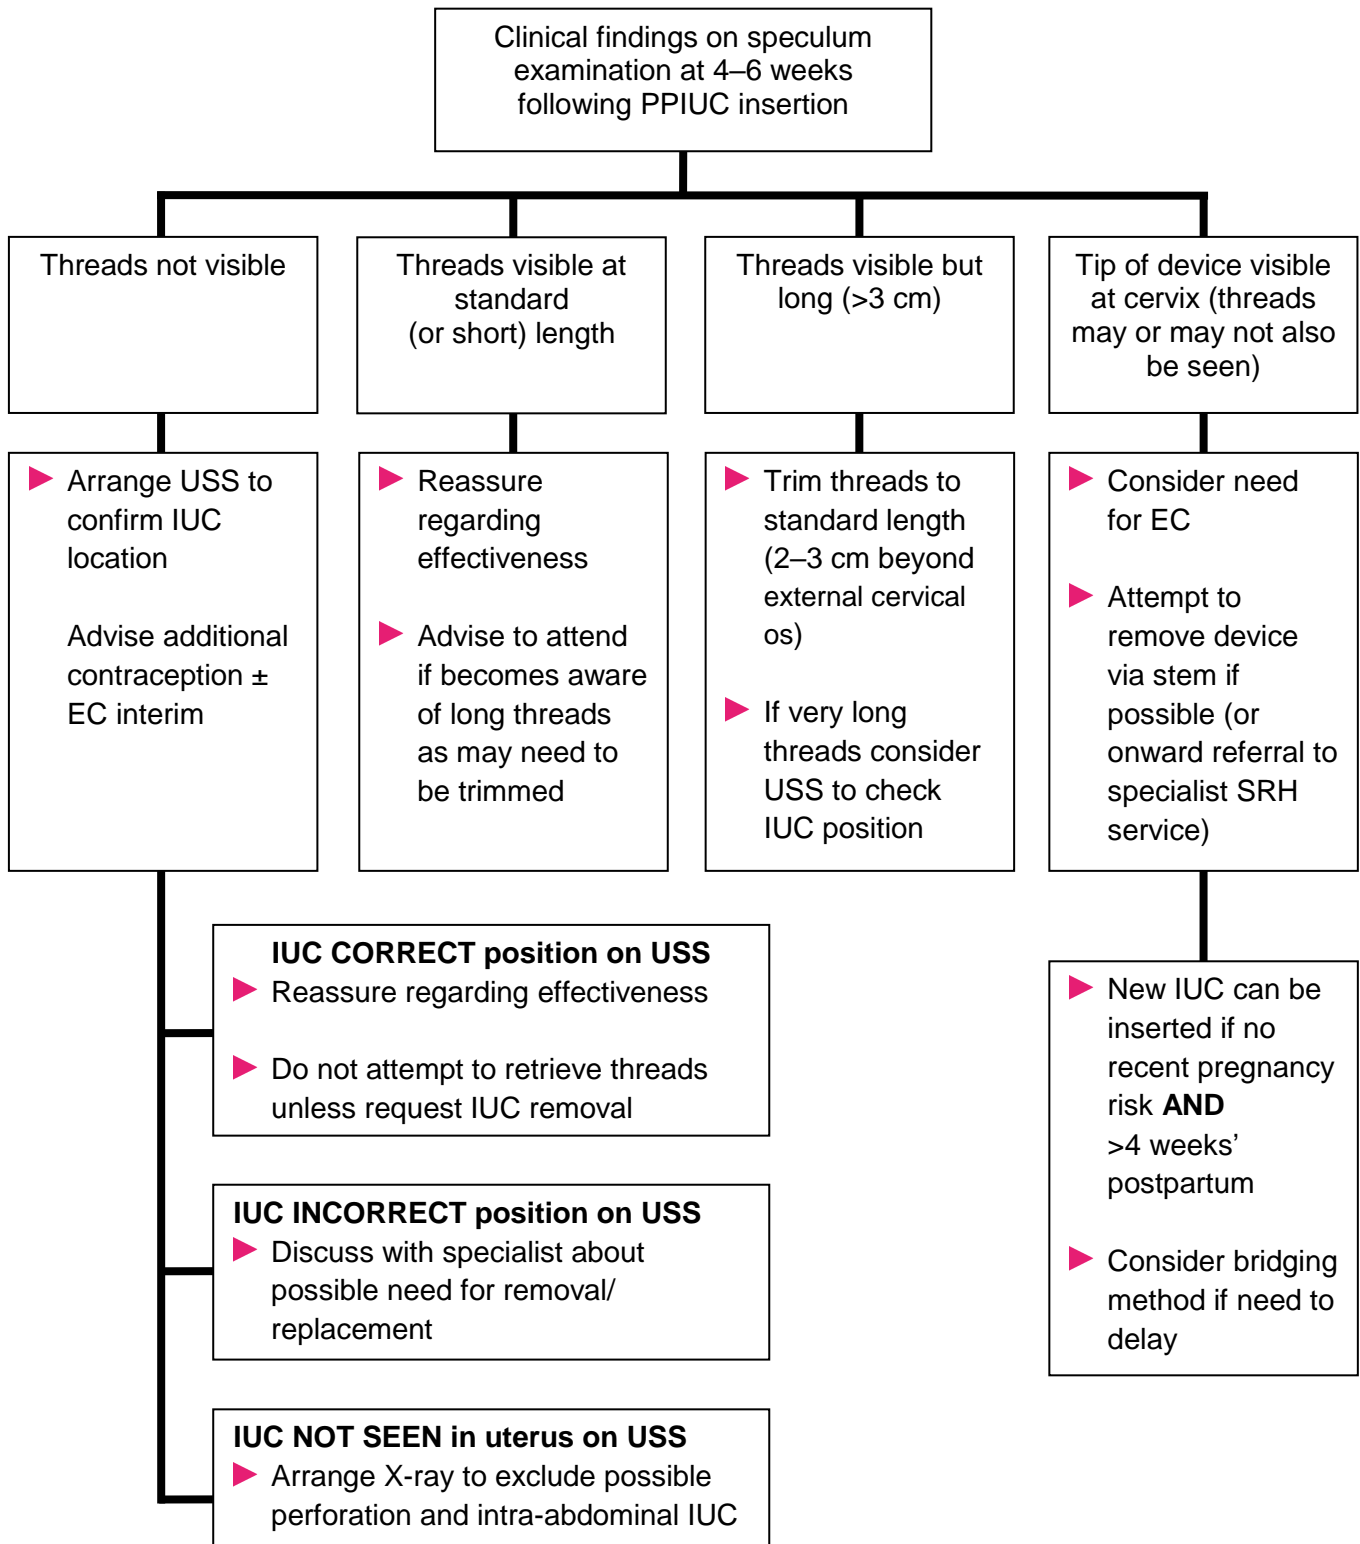 Clinical findings on speculum
examination at 4–6 weeks
following PPIUC insertion
Threads not visible
Threads visible at
standard
(or short) length
Threads visible but
long (>3 cm)
Tip of device visible
at cervix (threads
may or may not also
be seen)
Arrange USS to
confirm IUC
location
Advise additional
contraception ±
EC interim
Reassure
regarding
effectiveness
Advise to attend
if becomes aware
of long threads
as may need to
be trimmed
Trim threads to
standard length
(2–3 cm beyond
external cervical
os)
If very long
threads consider
USS to check
IUC position
Consider need
for EC
Attempt to
remove device
via stem if
possible (or
onward referral to
specialist SRH
service)
IUC CORRECT position on USS
Reassure regarding effectiveness
Do not attempt to retrieve threads
unless request IUC removal
IUC INCORRECT position on USS
Discuss with specialist about
possible need for removal/
replacement
IUC NOT SEEN in uterus on USS
Arrange X-ray to exclude possible
perforation and intra-abdominal IUC
New IUC can be
inserted if no
recent pregnancy
risk AND
>4 weeks’
postpartum
Consider bridging
method if need to
delay